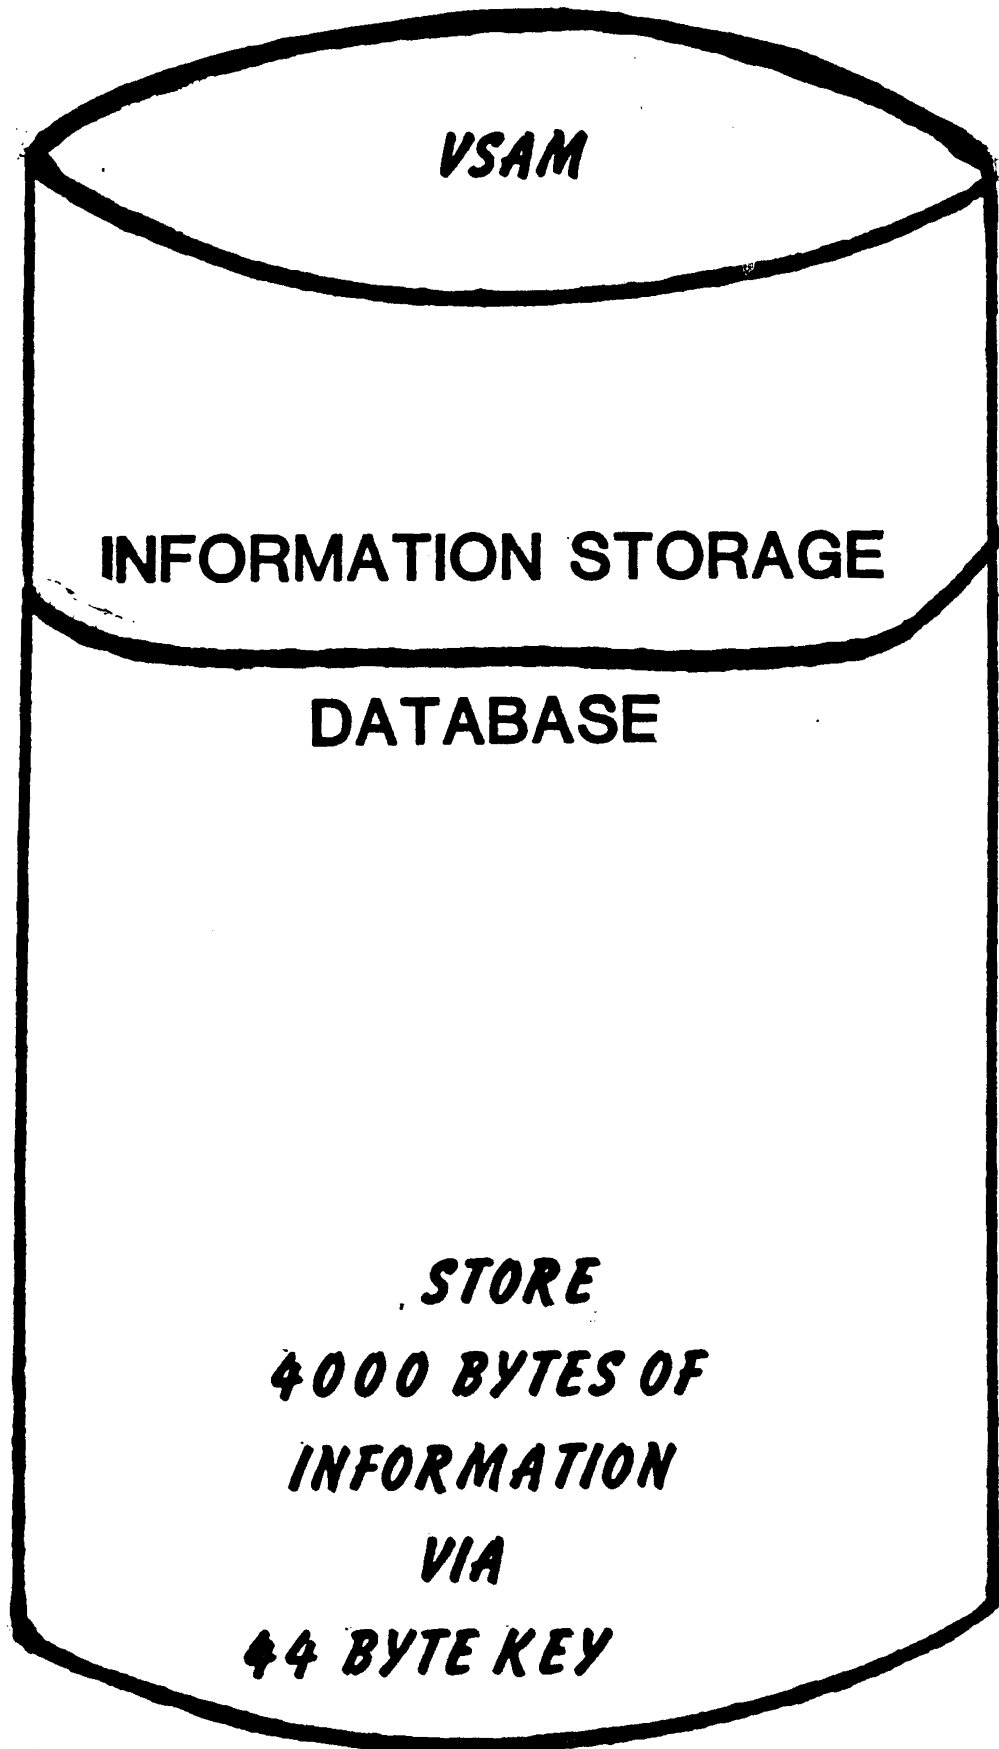 VSAM
INFORMATION STORAGE
DATABASE
STORE
4000 BYTES OF
INFORMATION
VIA
44 BYTE KEY